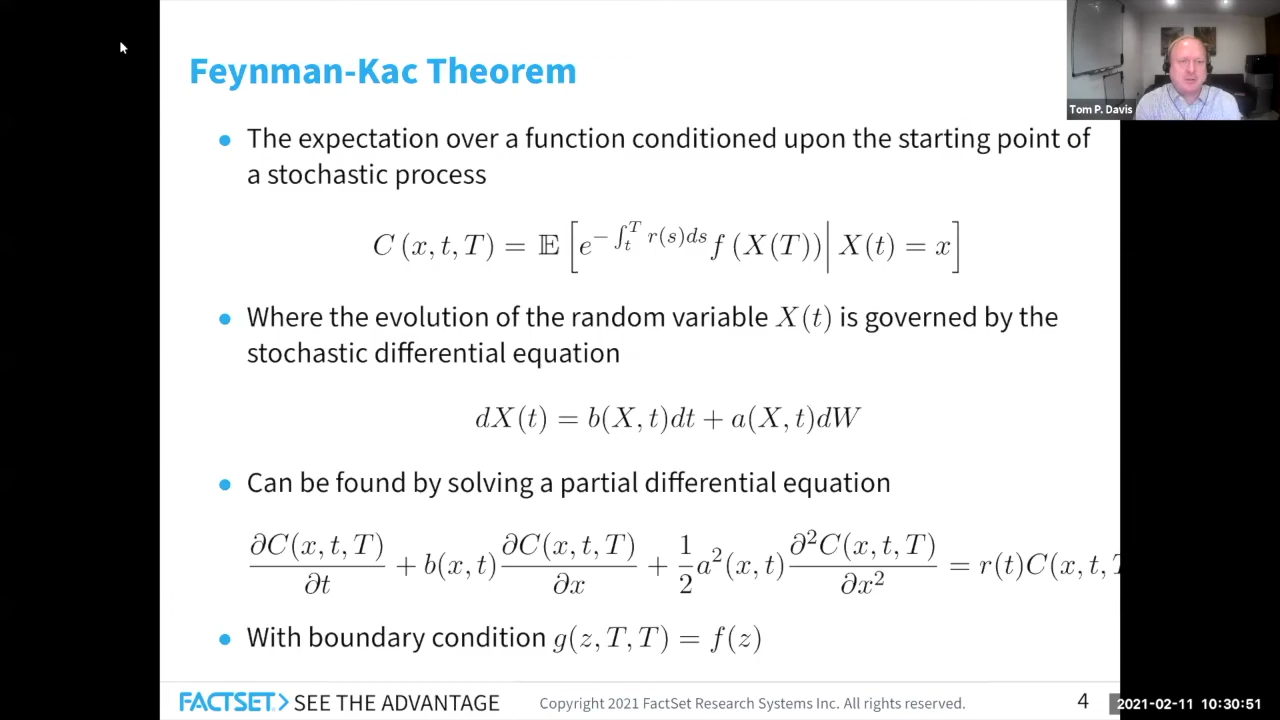 Feynman-Kac Theorem
Tom P. Davis
• The expectation over a function conditioned upon the starting point of
a stochastic process
C (x, t, T) = 𝔼 [e^{− ∫_t^T r(s)ds} f (X(T))| X(t) = x]
• Where the evolution of the random variable X(t) is governed by the
stochastic differential equation
dX(t) = b(X, t)dt + a(X, t)dW
• Can be found by solving a partial differential equation
∂C(x, t, T)/∂t + b(x, t) ∂C(x, t, T)/∂x + 1/2 a²(x, t) ∂²C(x, t, T)/∂x² = r(t)C(x, t, T
• With boundary condition g(z, T, T) = f(z)
FACTSET SEE THE ADVANTAGE
Copyright 2021 FactSet Research Systems Inc. All rights reserved.
4
2021-02-11 10:30:51